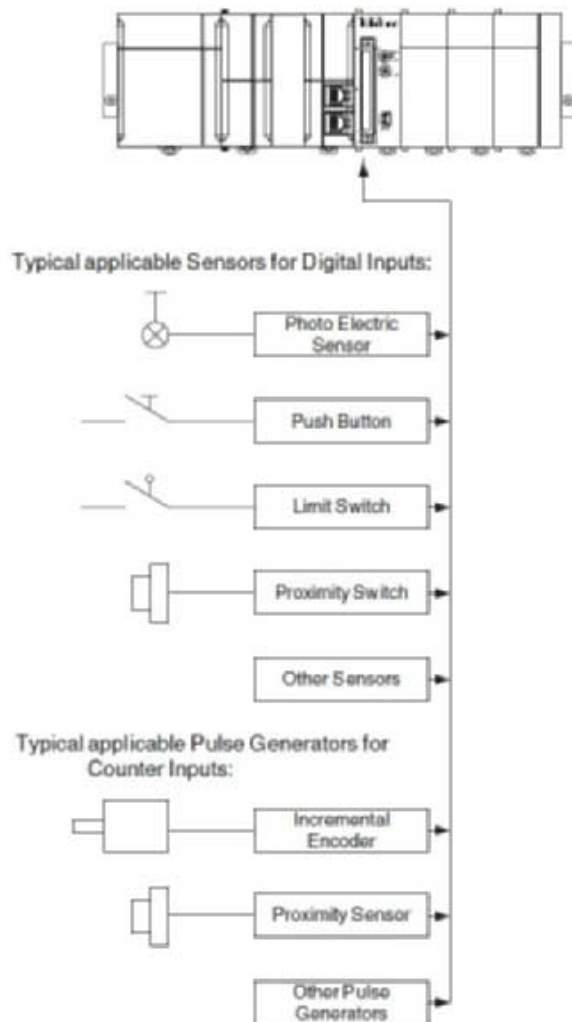 Typical applicable Sensors for Digital Inputs:
Photo Electric
Sensor
Push Button
Limit Switch
Proximity Switch
Other Sensors
Typical applicable Pulse Generators for
Counter Inputs:
Incremental
Encoder
Proximity Sensor
Other Pulse
Generators